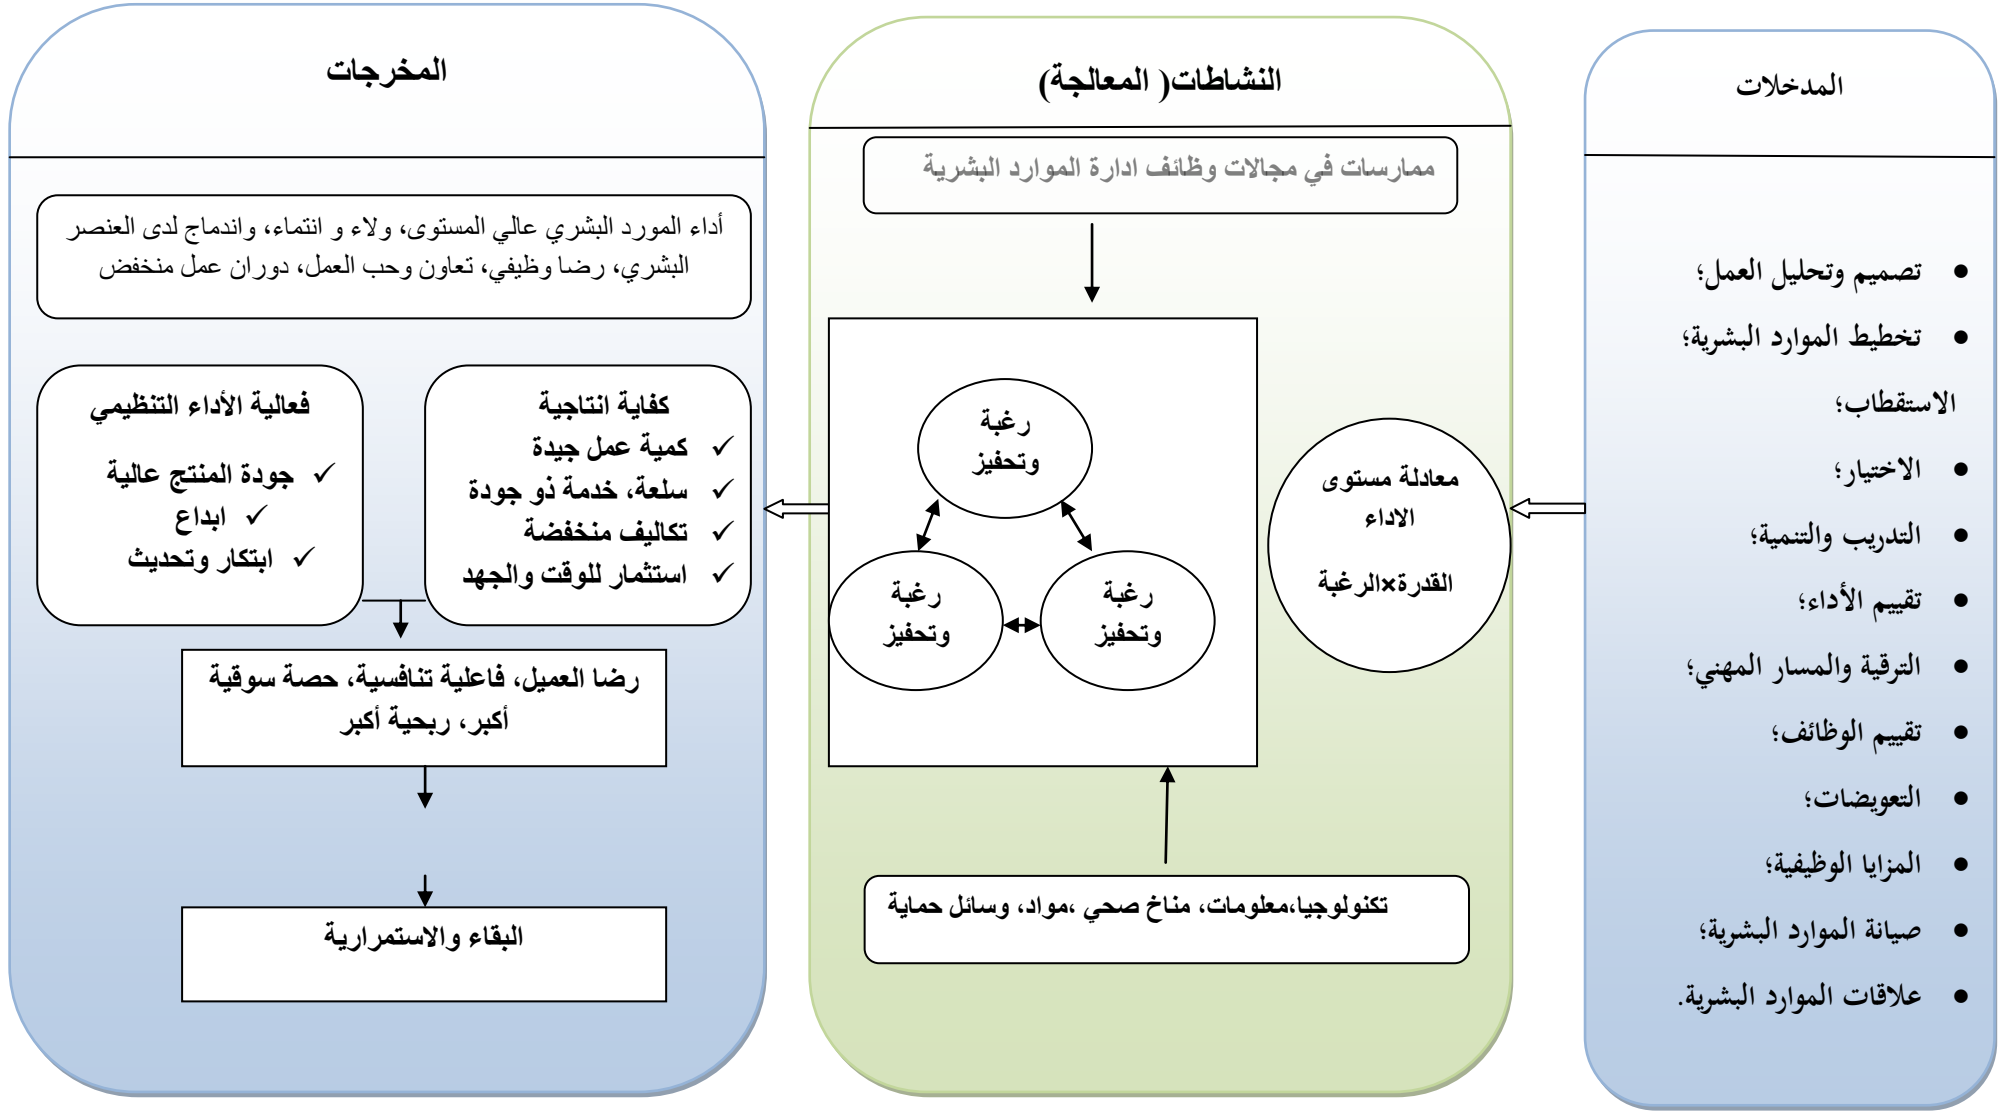 المدخلات
تصميم وتحليل العمل؛
تخطيط الموارد البشرية؛
الاستقطاب؛
الاختيار؛
التدريب والتنمية؛
تقييم الأداء؛
الترقية والمسار المهني؛
تقييم الوظائف؛
التعويضات؛
المزايا الوظيفية؛
صيانة الموارد البشرية؛
علاقات الموارد البشرية.
النشاطات( المعالجة)
ممارسات في مجالات وظائف ادارة الموارد البشرية
معادلة مستوى
الاداء
القدرة×الرغبة
رغبة
وتحفيز
رغبة
وتحفيز
رغبة
وتحفيز
تكنولوجيا،معلومات، مناخ صحي ،مواد، وسائل حماية
المخرجات
أداء المورد البشري عالي المستوى، ولاء و انتماء، واندماج لدى العنصر
البشري، رضا وظيفي، تعاون وحب العمل، دوران عمل منخفض
كفاية انتاجية
✓ كمية عمل جيدة
✓ سلعة، خدمة ذو جودة
✓ تكاليف منخفضة
✓ استثمار للوقت والجهد
فعالية الأداء التنظيمي
✓ جودة المنتج عالية
✓ ابداع
✓ ابتكار وتحديث
رضا العميل، فاعلية تنافسية، حصة سوقية
أكبر، ربحية أكبر
البقاء والاستمرارية